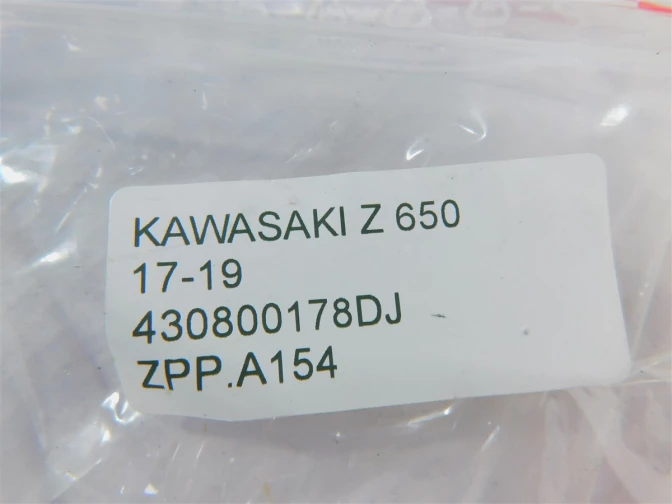 KAWASAKI Z 650
17-19
430800178DJ
ZPP.A154